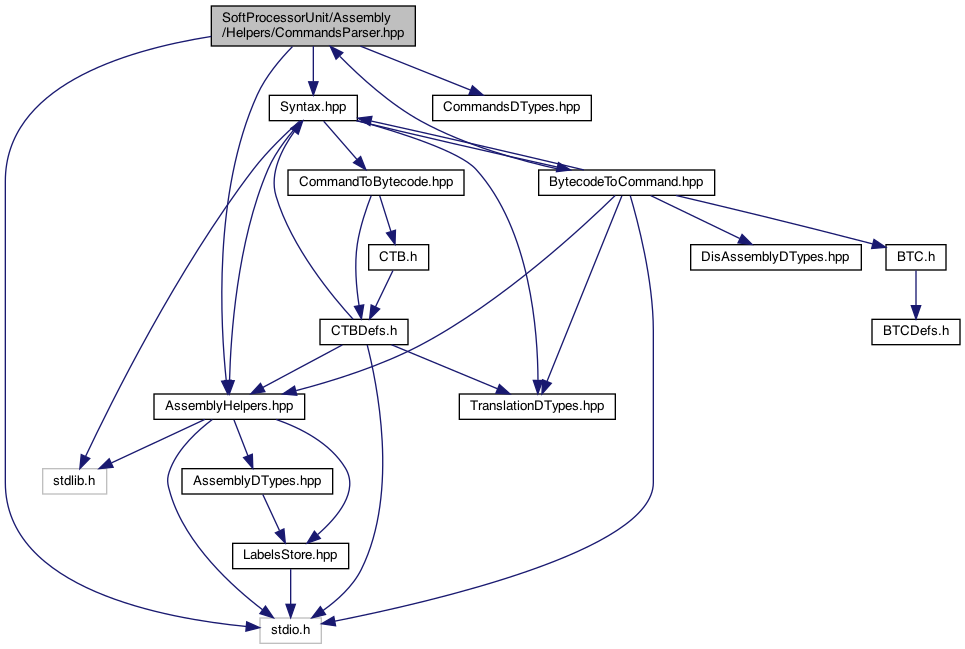 SoftProcessorUnit/Assembly
/Helpers/CommandsParser.hpp
Syntax.hpp
CommandsDTypes.hpp
CommandToBytecode.hpp
BytecodeToCommand.hpp
CTB.h
DisAssemblyDTypes.hpp
BTC.h
CTBDefs.h
BTCDefs.h
AssemblyHelpers.hpp
TranslationDTypes.hpp
stdlib.h
AssemblyDTypes.hpp
LabelsStore.hpp
stdio.h